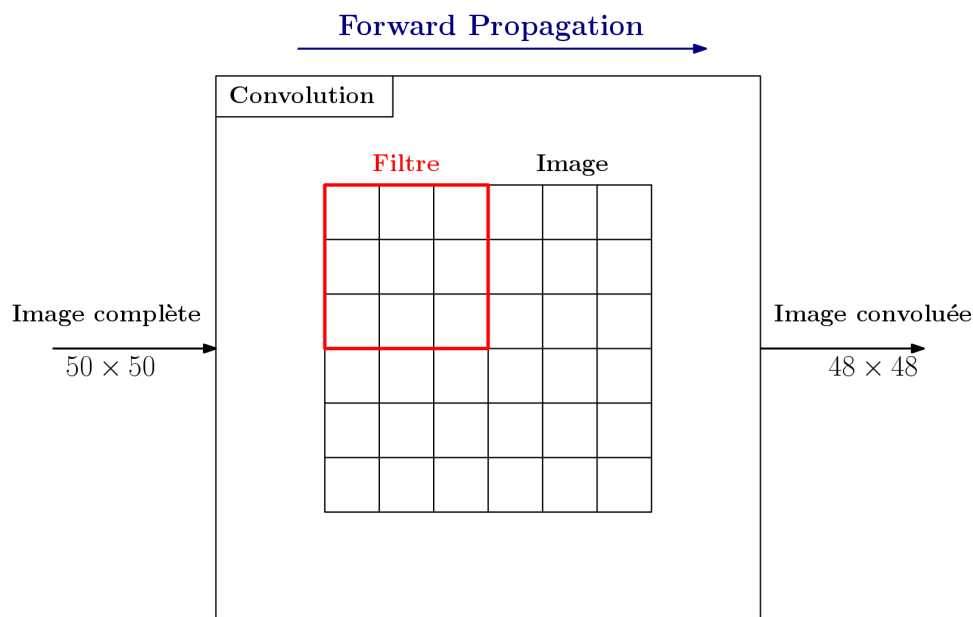 Forward Propagation
Convolution
Filtre
Image
Image complète
50 × 50
Image convoluée
48 × 48